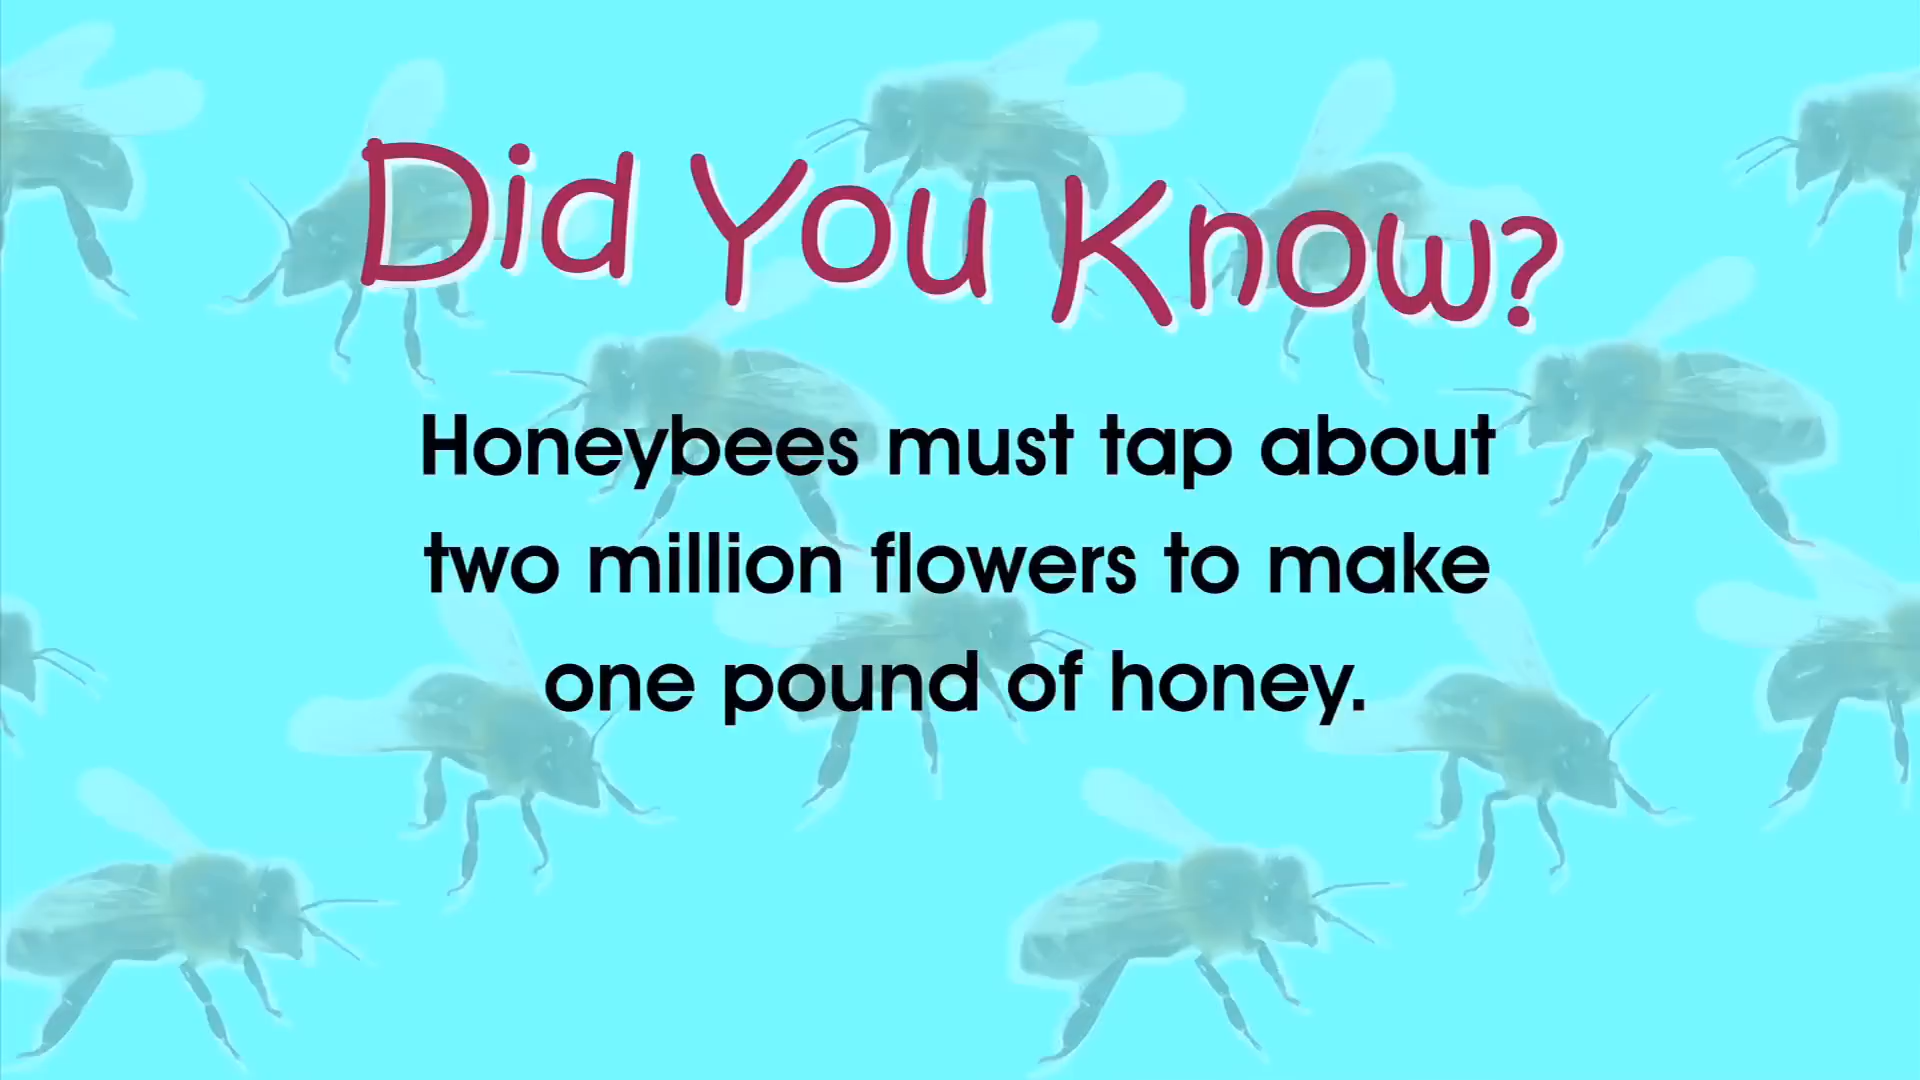 Did You Know?
Honeybees must tap about
two million flowers to make
one pound of honey.